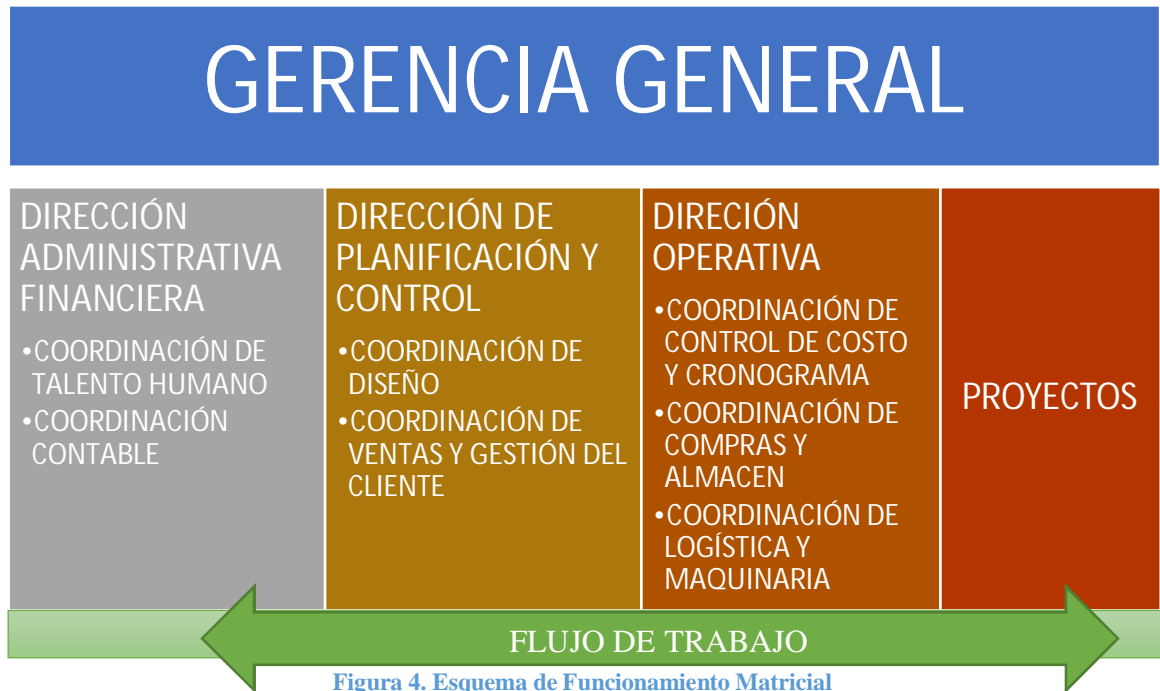 GERENCIA GENERAL
DIRECCIÓN
ADMINISTRATIVA
FINANCIERA
•COORDINACIÓN DE
TALENTO HUMANO
•COORDINACIÓN
CONTABLE
DIRECCIÓN DE
PLANIFICACIÓN Y
CONTROL
•COORDINACIÓN DE
DISEÑO
•COORDINACIÓN DE
VENTAS Y GESTIÓN DEL
CLIENTE
DIRECIÓN
OPERATIVA
•COORDINACIÓN DE
CONTROL DE COSTO
Y CRONOGRAMA
•COORDINACIÓN DE
COMPRAS Y
ALMACEN
•COORDINACIÓN DE
LOGÍSTICA Y
MAQUINARIA
PROYECTOS
FLUJO DE TRABAJO
Figura 4. Esquema de Funcionamiento Matricial